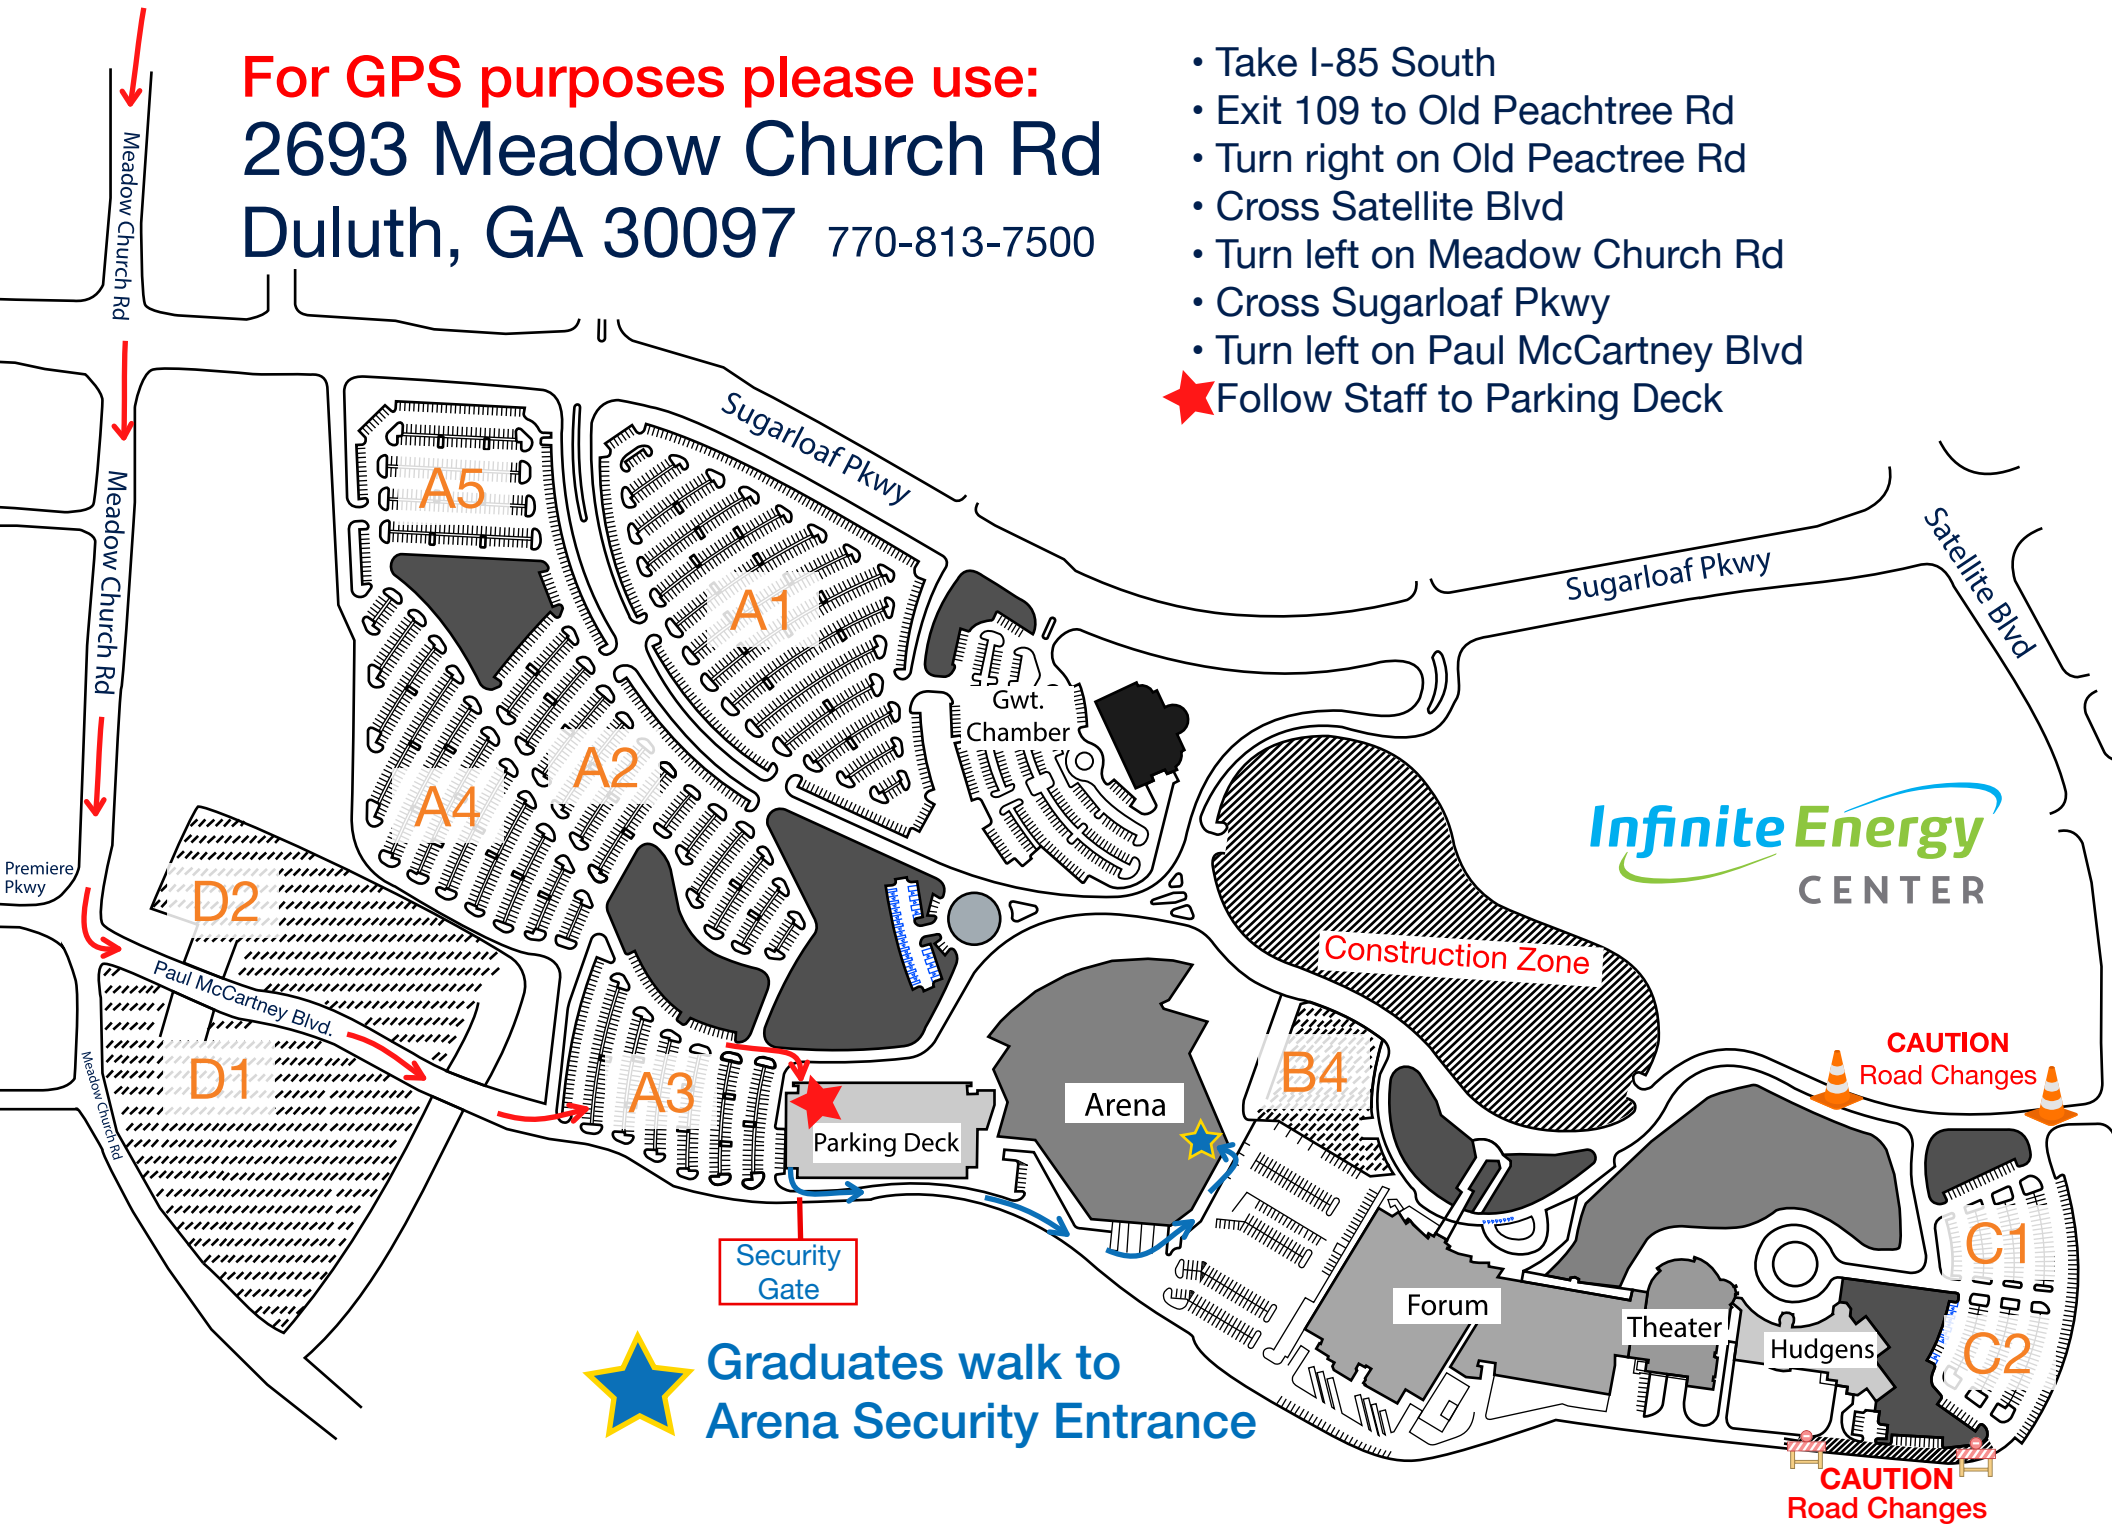 For GPS purposes please use:
2693 Meadow Church Rd
Duluth, GA 30097 770-813-7500
• Take I-85 South
• Exit 109 to Old Peachtree Rd
• Turn right on Old Peactree Rd
• Cross Satellite Blvd
• Turn left on Meadow Church Rd
• Cross Sugarloaf Pkwy
• Turn left on Paul McCartney Blvd
Follow Staff to Parking Deck
Meadow Church Rd
Sugarloaf Pkwy
A5
Meadow Church Rd
A1
Sugarloaf Pkwy
Satellite Blvd
Gwt.
Chamber
A2
A4
Infinite Energy
CENTER
Premiere
Pkwy
D2
Construction Zone
Paul McCartney Blvd.
D1
Meadow Church Rd
A3
Arena
B4
CAUTION
Road Changes
Parking Deck
Security
Gate
C1
Forum
Theater
Hudgens
C2
Graduates walk to
Arena Security Entrance
CAUTION
Road Changes